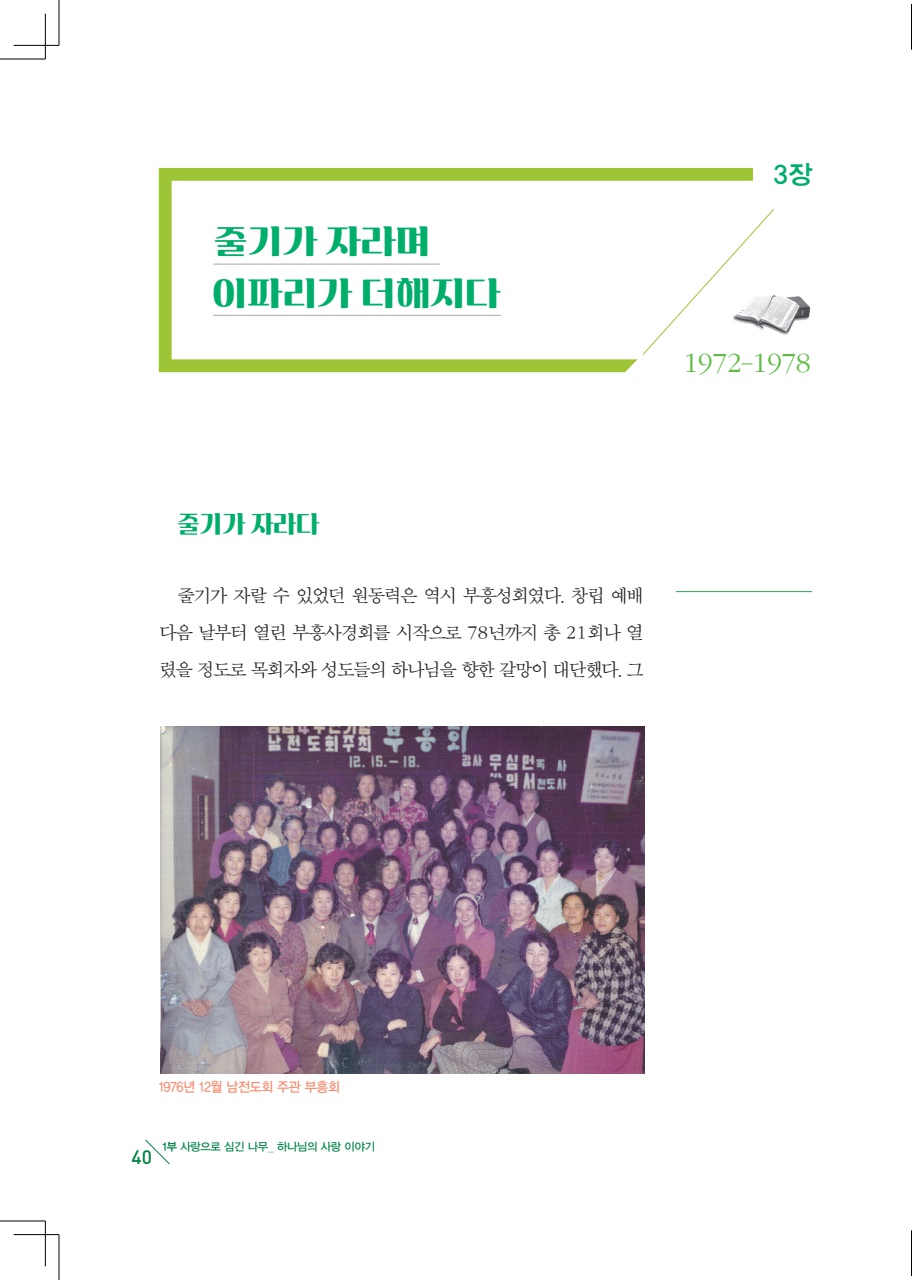 3장
줄기가 자라며
이파리가 더해지다
1972-1978
줄기가 자라다
줄기가 자랄 수 있었던 원동력은 역시 부흥성회였다. 창립 예배
다음 날부터 열린 부흥사경회를 시작으로 78년까지 총 21회나 열
렸을 정도로 목회자와 성도들의 하나님을 향한 갈망이 대단했다. 그
남전도회주최 부흥회
12. 15. - 18.
강사 무심먼목사
의서전도사
1976년 12월 남전도회 주관 부흥회
1부 사랑으로 심긴 나무_ 하나님의 사랑 이야기
40